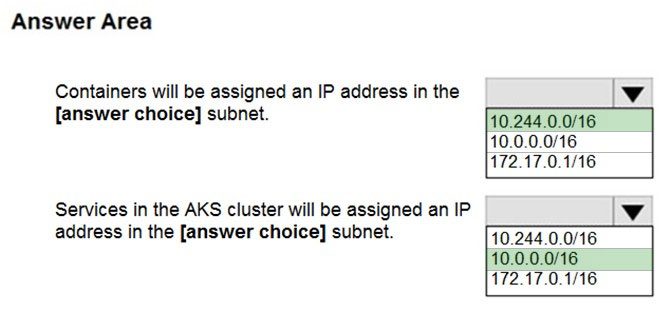 Answer Area
Containers will be assigned an IP address in the
[answer choice] subnet.
10.244.0.0/16
10.0.0.0/16
172.17.0.1/16
Services in the AKS cluster will be assigned an IP
address in the [answer choice] subnet.
10.244.0.0/16
10.0.0.0/16
172.17.0.1/16